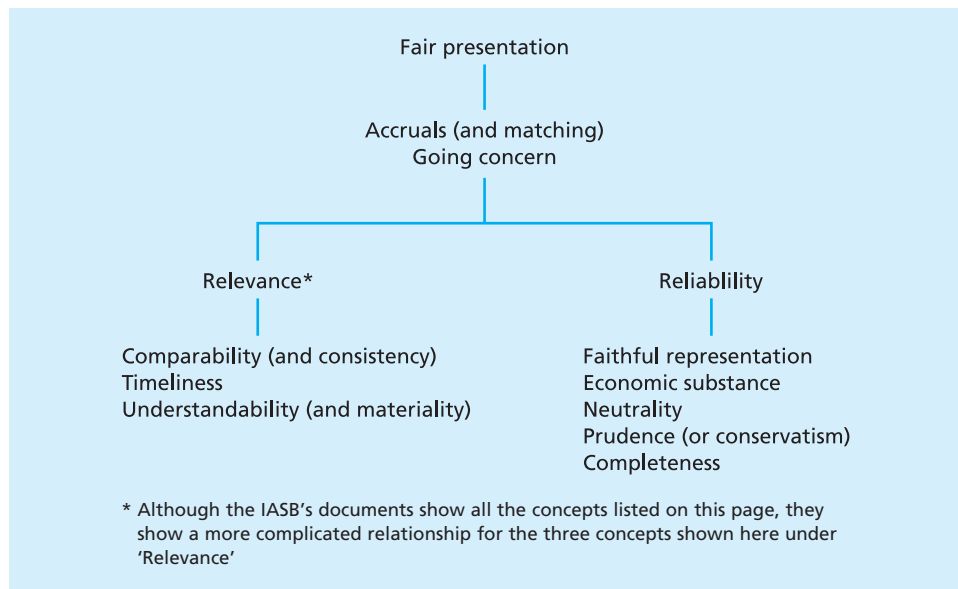 Fair presentation
Accruals (and matching)
Going concern
Relevance*
Reliablility
Comparability (and consistency)
Timeliness
Understandability (and materiality)
Faithful representation
Economic substance
Neutrality
Prudence (or conservatism)
Completeness
* Although the IASB’s documents show all the concepts listed on this page, they
show a more complicated relationship for the three concepts shown here under
‘Relevance’